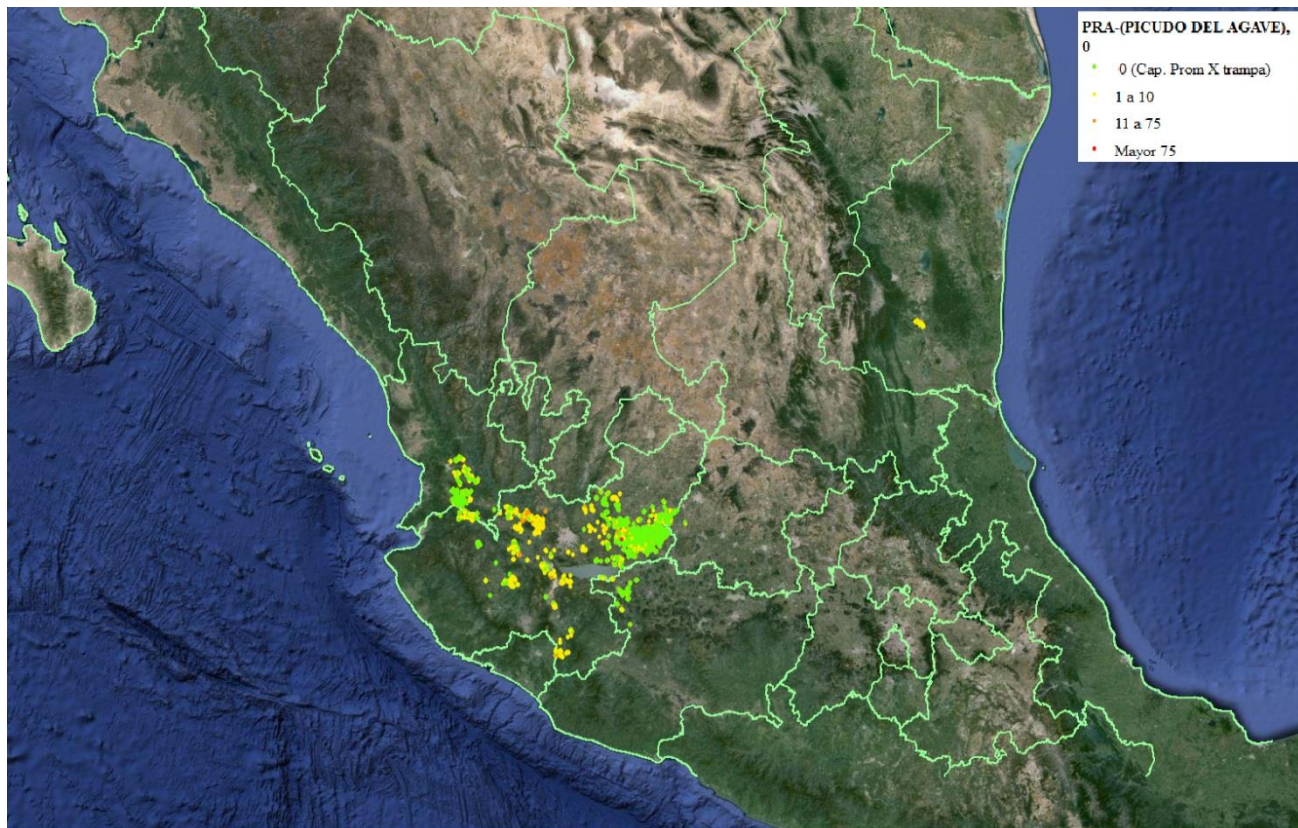 PRA-(PICUDO DEL AGAVE),
0
0 (Cap. Prom X trampa)
1 a 10
11 a 75
Mayor 75